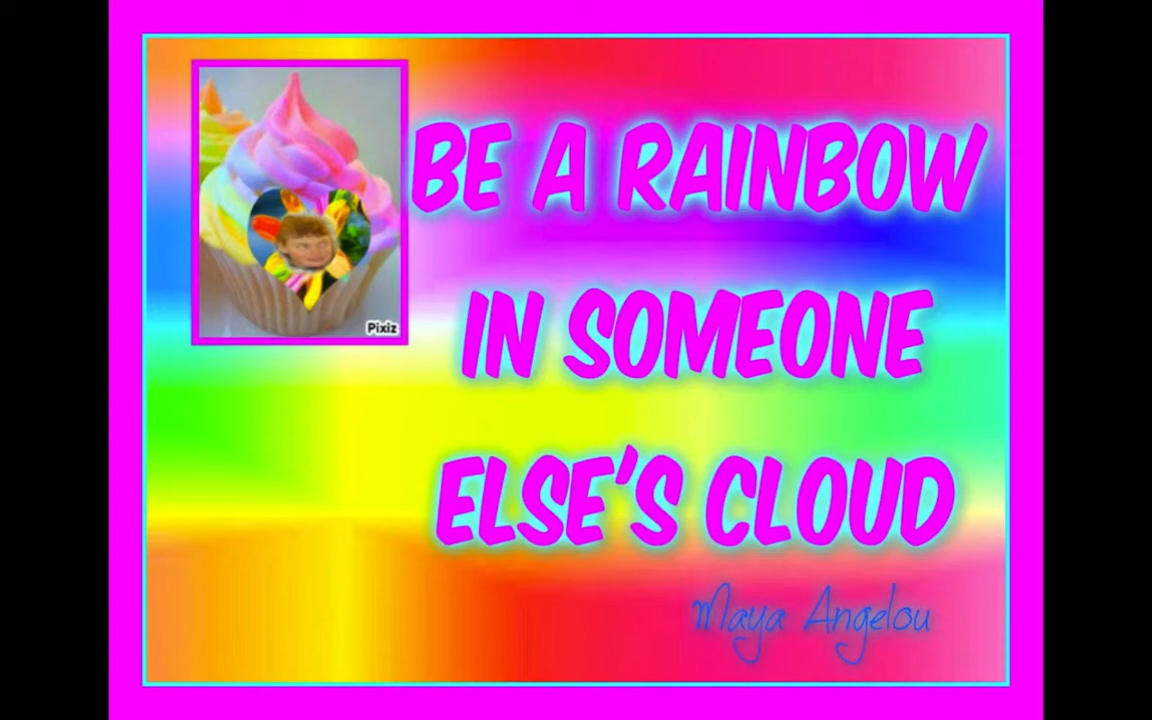 BE A RAINBOW
IN SOMEONE
ELSE'S CLOUD
Maya Angelou
Pixiz